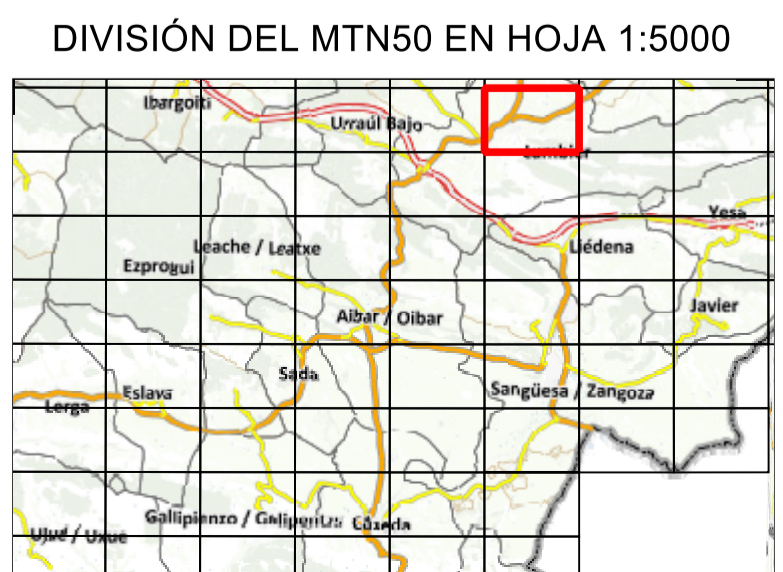 DIVISIÓN DEL MTN50 EN HOJA 1:5000
Ibargoiti
Urraúl Bajo
Lumbier
Yesa
Leache / Leatxe
Liédena
Ezprogui
Javier
Aibar / Oibar
Sada
Eslava
Sangüesa / Zangoza
Lerga
Gallipienzo / Galipentzu
Cáseda
Ujué / Uxue